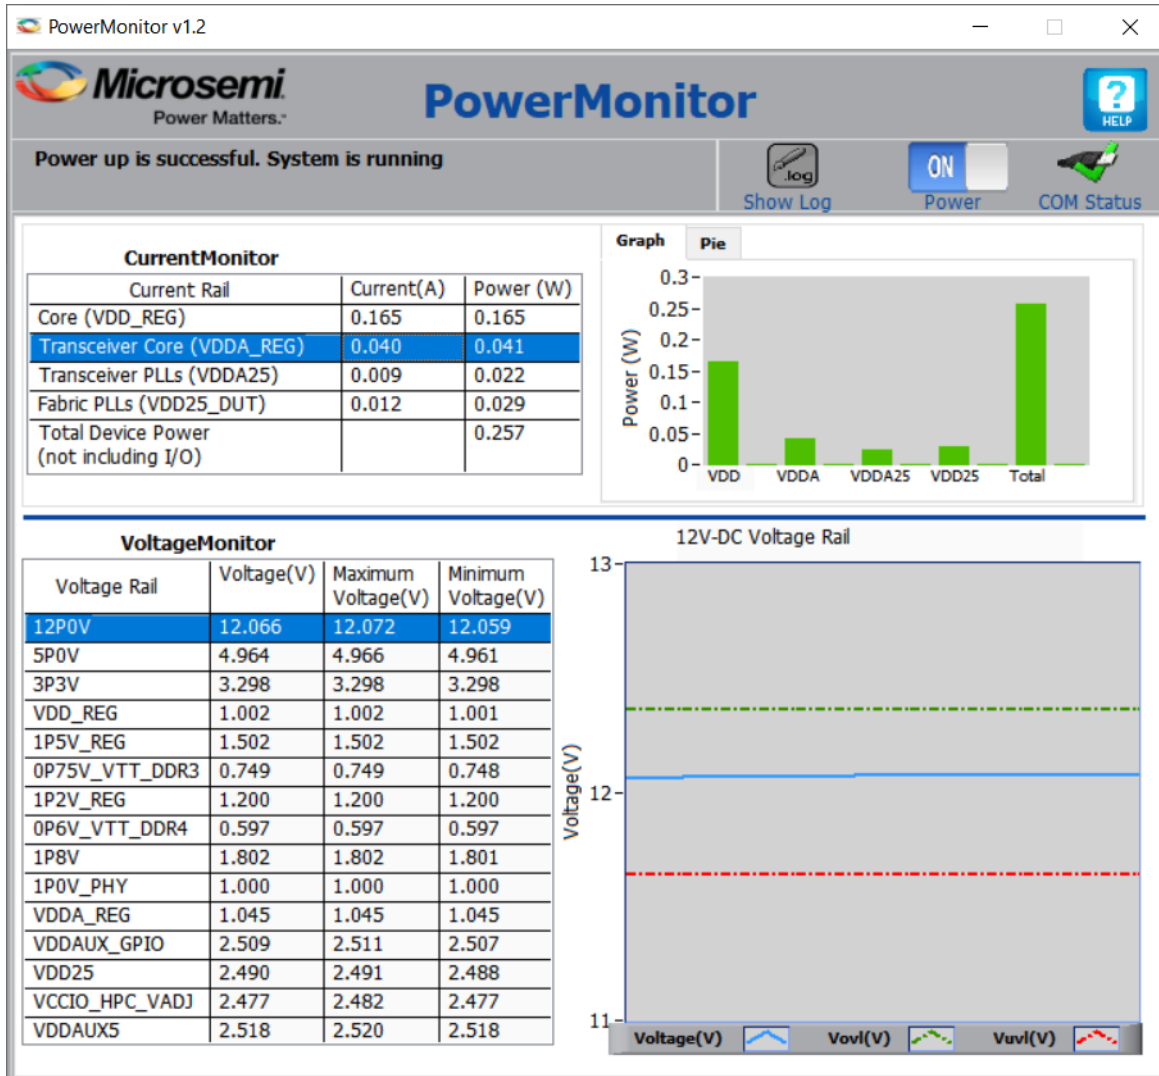 PowerMonitor v1.2
Microsemi.
Power Matters.™
PowerMonitor
?
HELP
Power up is successful. System is running
.log
Show Log
ON
Power
COM Status
CurrentMonitor
Current Rail Current(A) Power (W)
Core (VDD_REG) 0.165 0.165
Transceiver Core (VDDA_REG) 0.040 0.041
Transceiver PLLs (VDDA25) 0.009 0.022
Fabric PLLs (VDD25_DUT) 0.012 0.029
Total Device Power 0.257
(not including I/O)
Graph Pie
Power (W)
0.3
0.25
0.2
0.15
0.1
0.05
0
VDD VDDA VDDA25 VDD25 Total
VoltageMonitor
Voltage Rail Voltage(V) Maximum Voltage(V) Minimum Voltage(V)
12P0V 12.066 12.072 12.059
5P0V 4.964 4.966 4.961
3P3V 3.298 3.298 3.298
VDD_REG 1.002 1.002 1.001
1P5V_REG 1.502 1.502 1.502
0P75V_VTT_DDR3 0.749 0.749 0.748
1P2V_REG 1.200 1.200 1.200
0P6V_VTT_DDR4 0.597 0.597 0.597
1P8V 1.802 1.802 1.801
1P0V_PHY 1.000 1.000 1.000
VDDA_REG 1.045 1.045 1.045
VDDAUX_GPIO 2.509 2.511 2.507
VDD25 2.490 2.491 2.488
VCCIO_HPC_VADJ 2.477 2.482 2.477
VDDAUX5 2.518 2.520 2.518
12V-DC Voltage Rail
Voltage(V)
13
12
11
Voltage(V) Vovl(V) Vuvl(V)